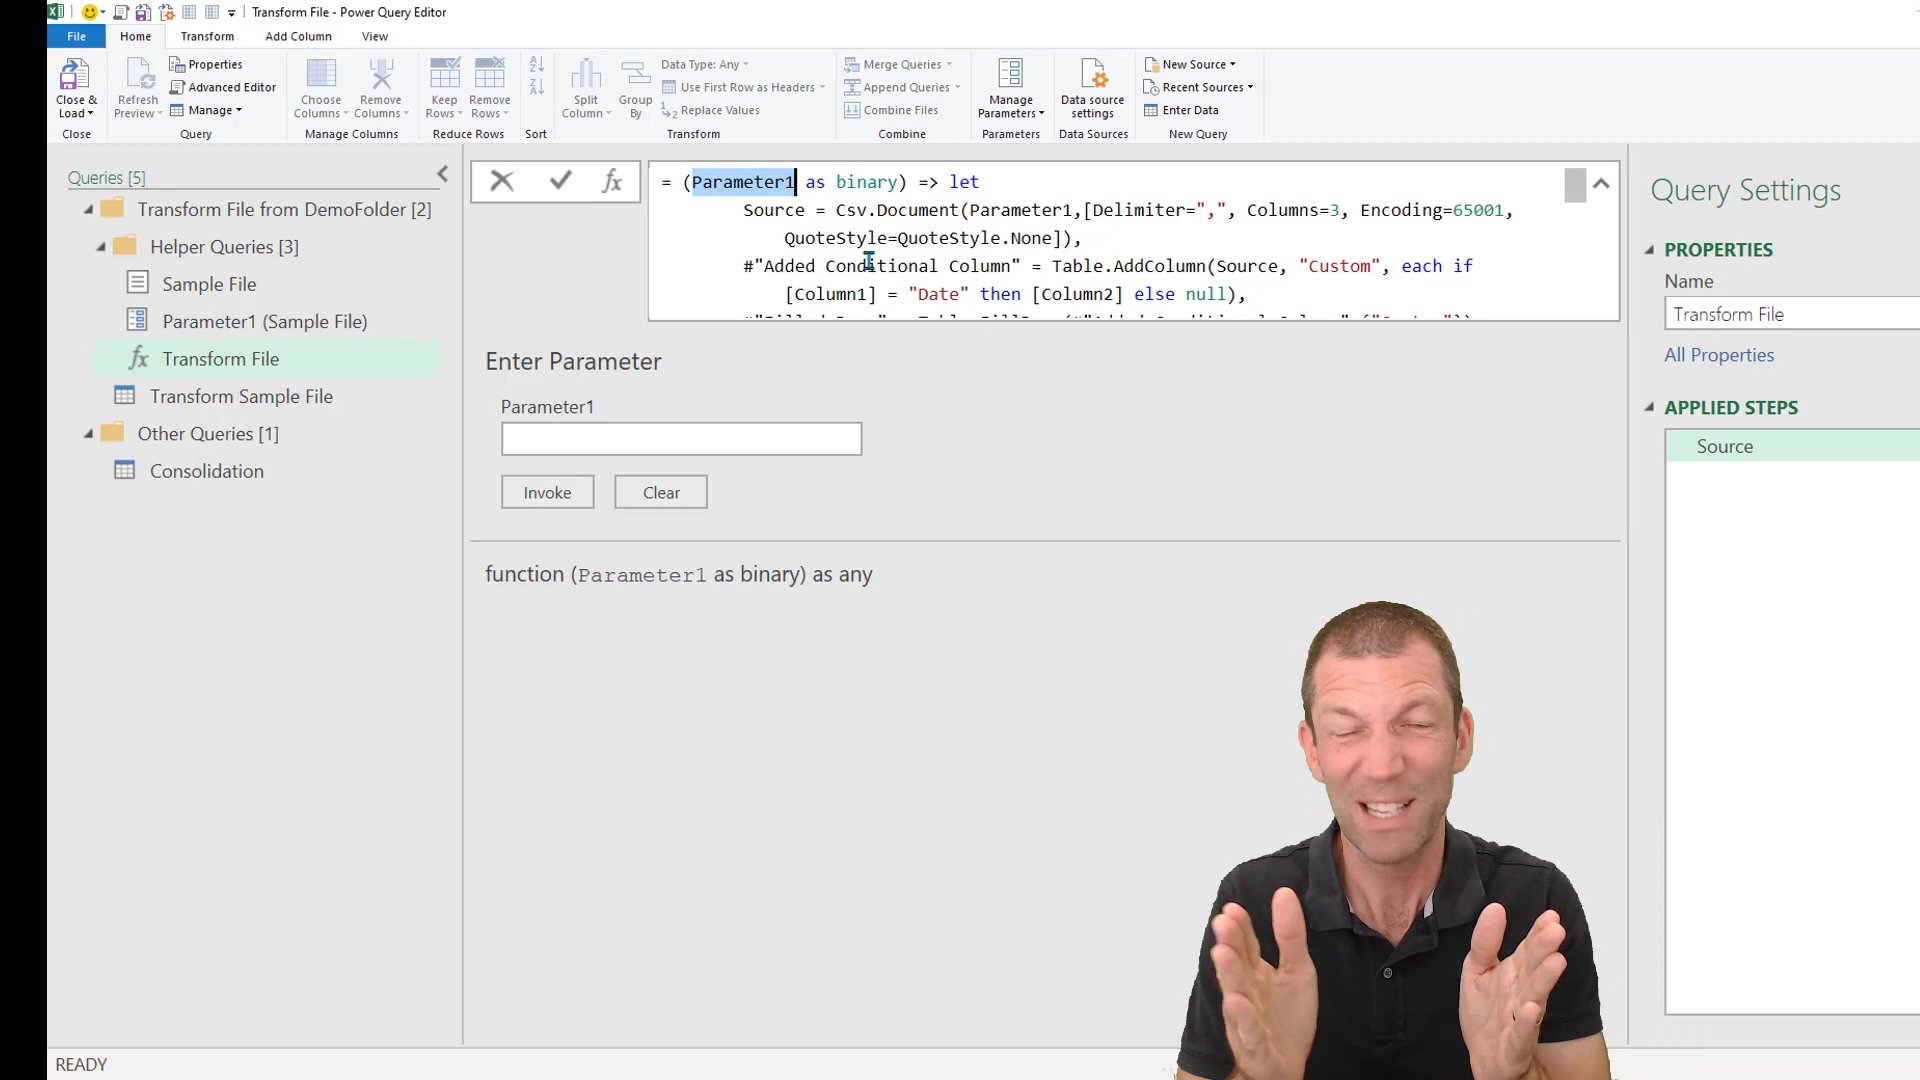 Transform File - Power Query Editor
File Home Transform Add Column View
Close & Load
Close
Refresh Preview
Properties
Advanced Editor
Manage
Query
Choose Columns
Remove Columns
Manage Columns
Keep Rows
Remove Rows
Reduce Rows
Sort
Split Column
Group By
Data Type: Any
Use First Row as Headers
Replace Values
Transform
Merge Queries
Append Queries
Combine Files
Combine
Manage Parameters
Parameters
Data source settings
Data Sources
New Source
Recent Sources
Enter Data
New Query
Queries [5]
Transform File from DemoFolder [2]
Helper Queries [3]
Sample File
Parameter1 (Sample File)
Transform File
Transform Sample File
Other Queries [1]
Consolidation
= (Parameter1 as binary) => let
Source = Csv.Document(Parameter1,[Delimiter=",", Columns=3, Encoding=65001,
QuoteStyle=QuoteStyle.None]),
#"Added Conditional Column" = Table.AddColumn(Source, "Custom", each if
[Column1] = "Date" then [Column2] else null),
Enter Parameter
Parameter1
Invoke Clear
function (Parameter1 as binary) as any
Query Settings
PROPERTIES
Name
Transform File
All Properties
APPLIED STEPS
Source
READY